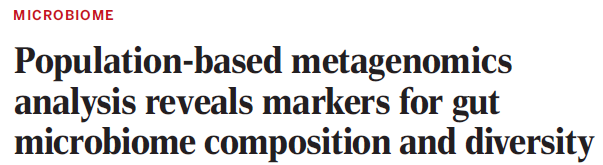 MICROBIOME
Population-based metagenomics
analysis reveals markers for gut
microbiome composition and diversity